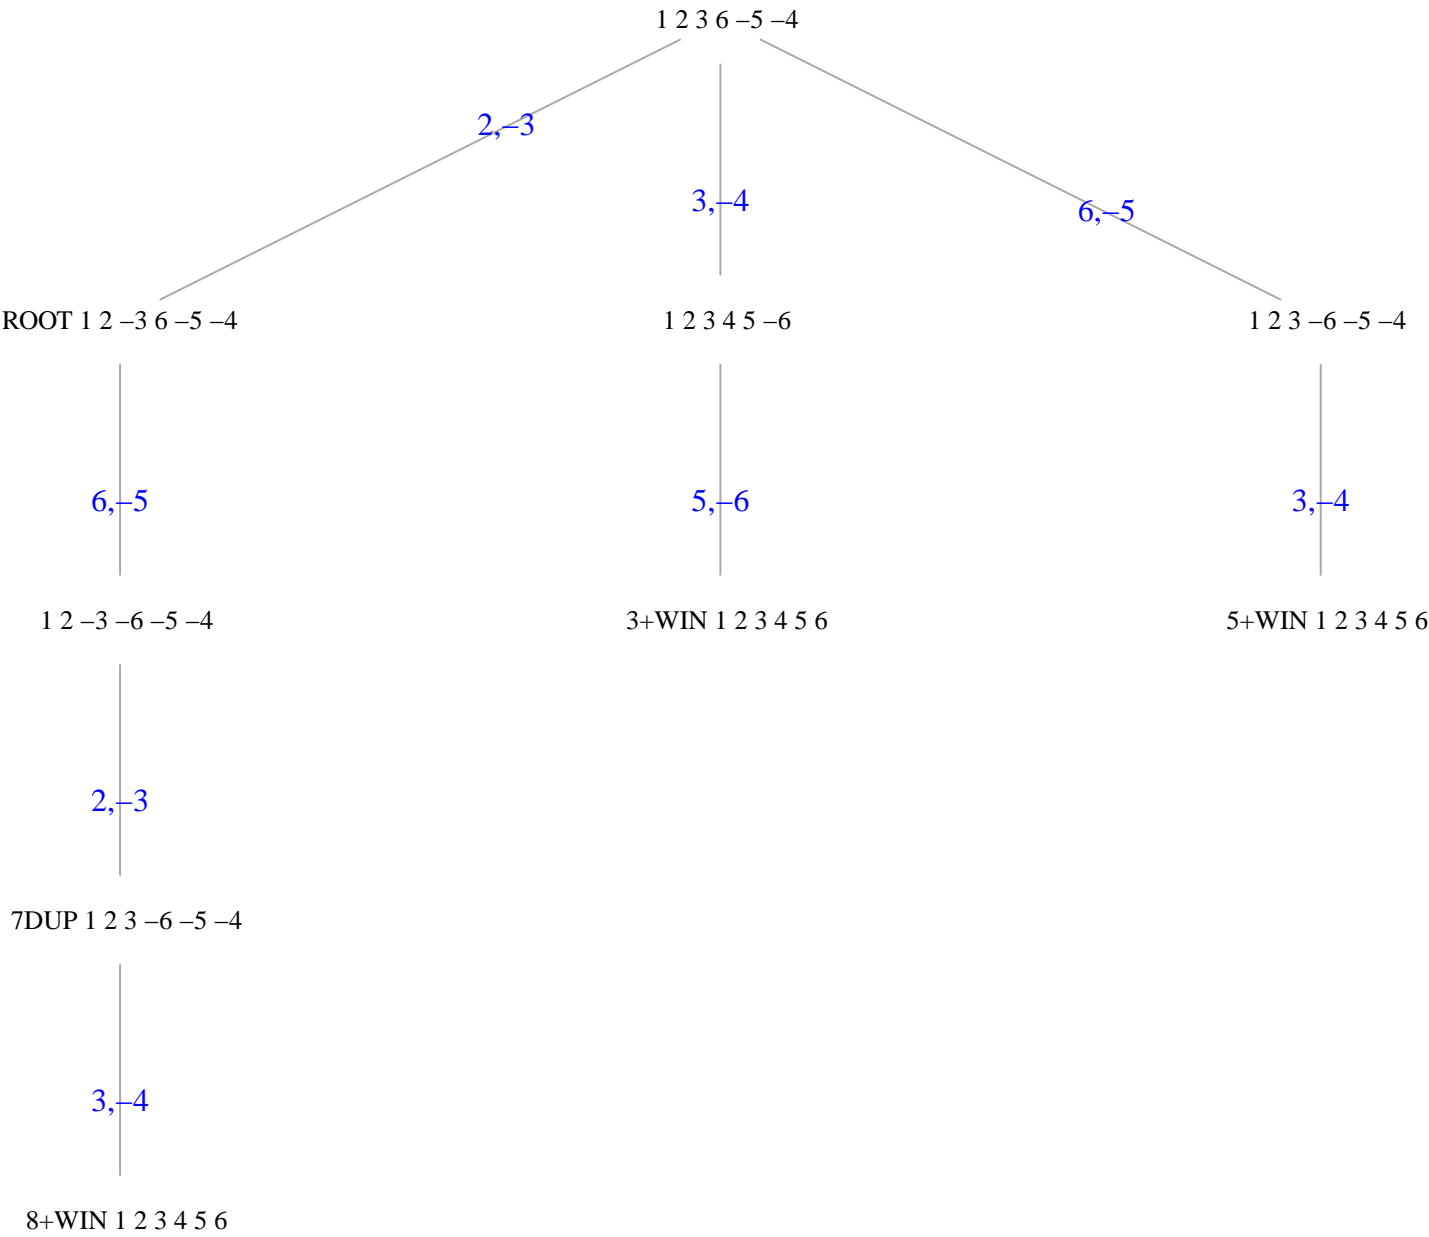 1 2 3 6 –5 –4
2,–3
3,–4
6,–5
ROOT 1 2 –3 6 –5 –4
1 2 3 4 5 –6
1 2 3 –6 –5 –4
6,–5
5,–6
3,–4
1 2 –3 –6 –5 –4
3+WIN 1 2 3 4 5 6
5+WIN 1 2 3 4 5 6
2,–3
7DUP 1 2 3 –6 –5 –4
3,–4
8+WIN 1 2 3 4 5 6